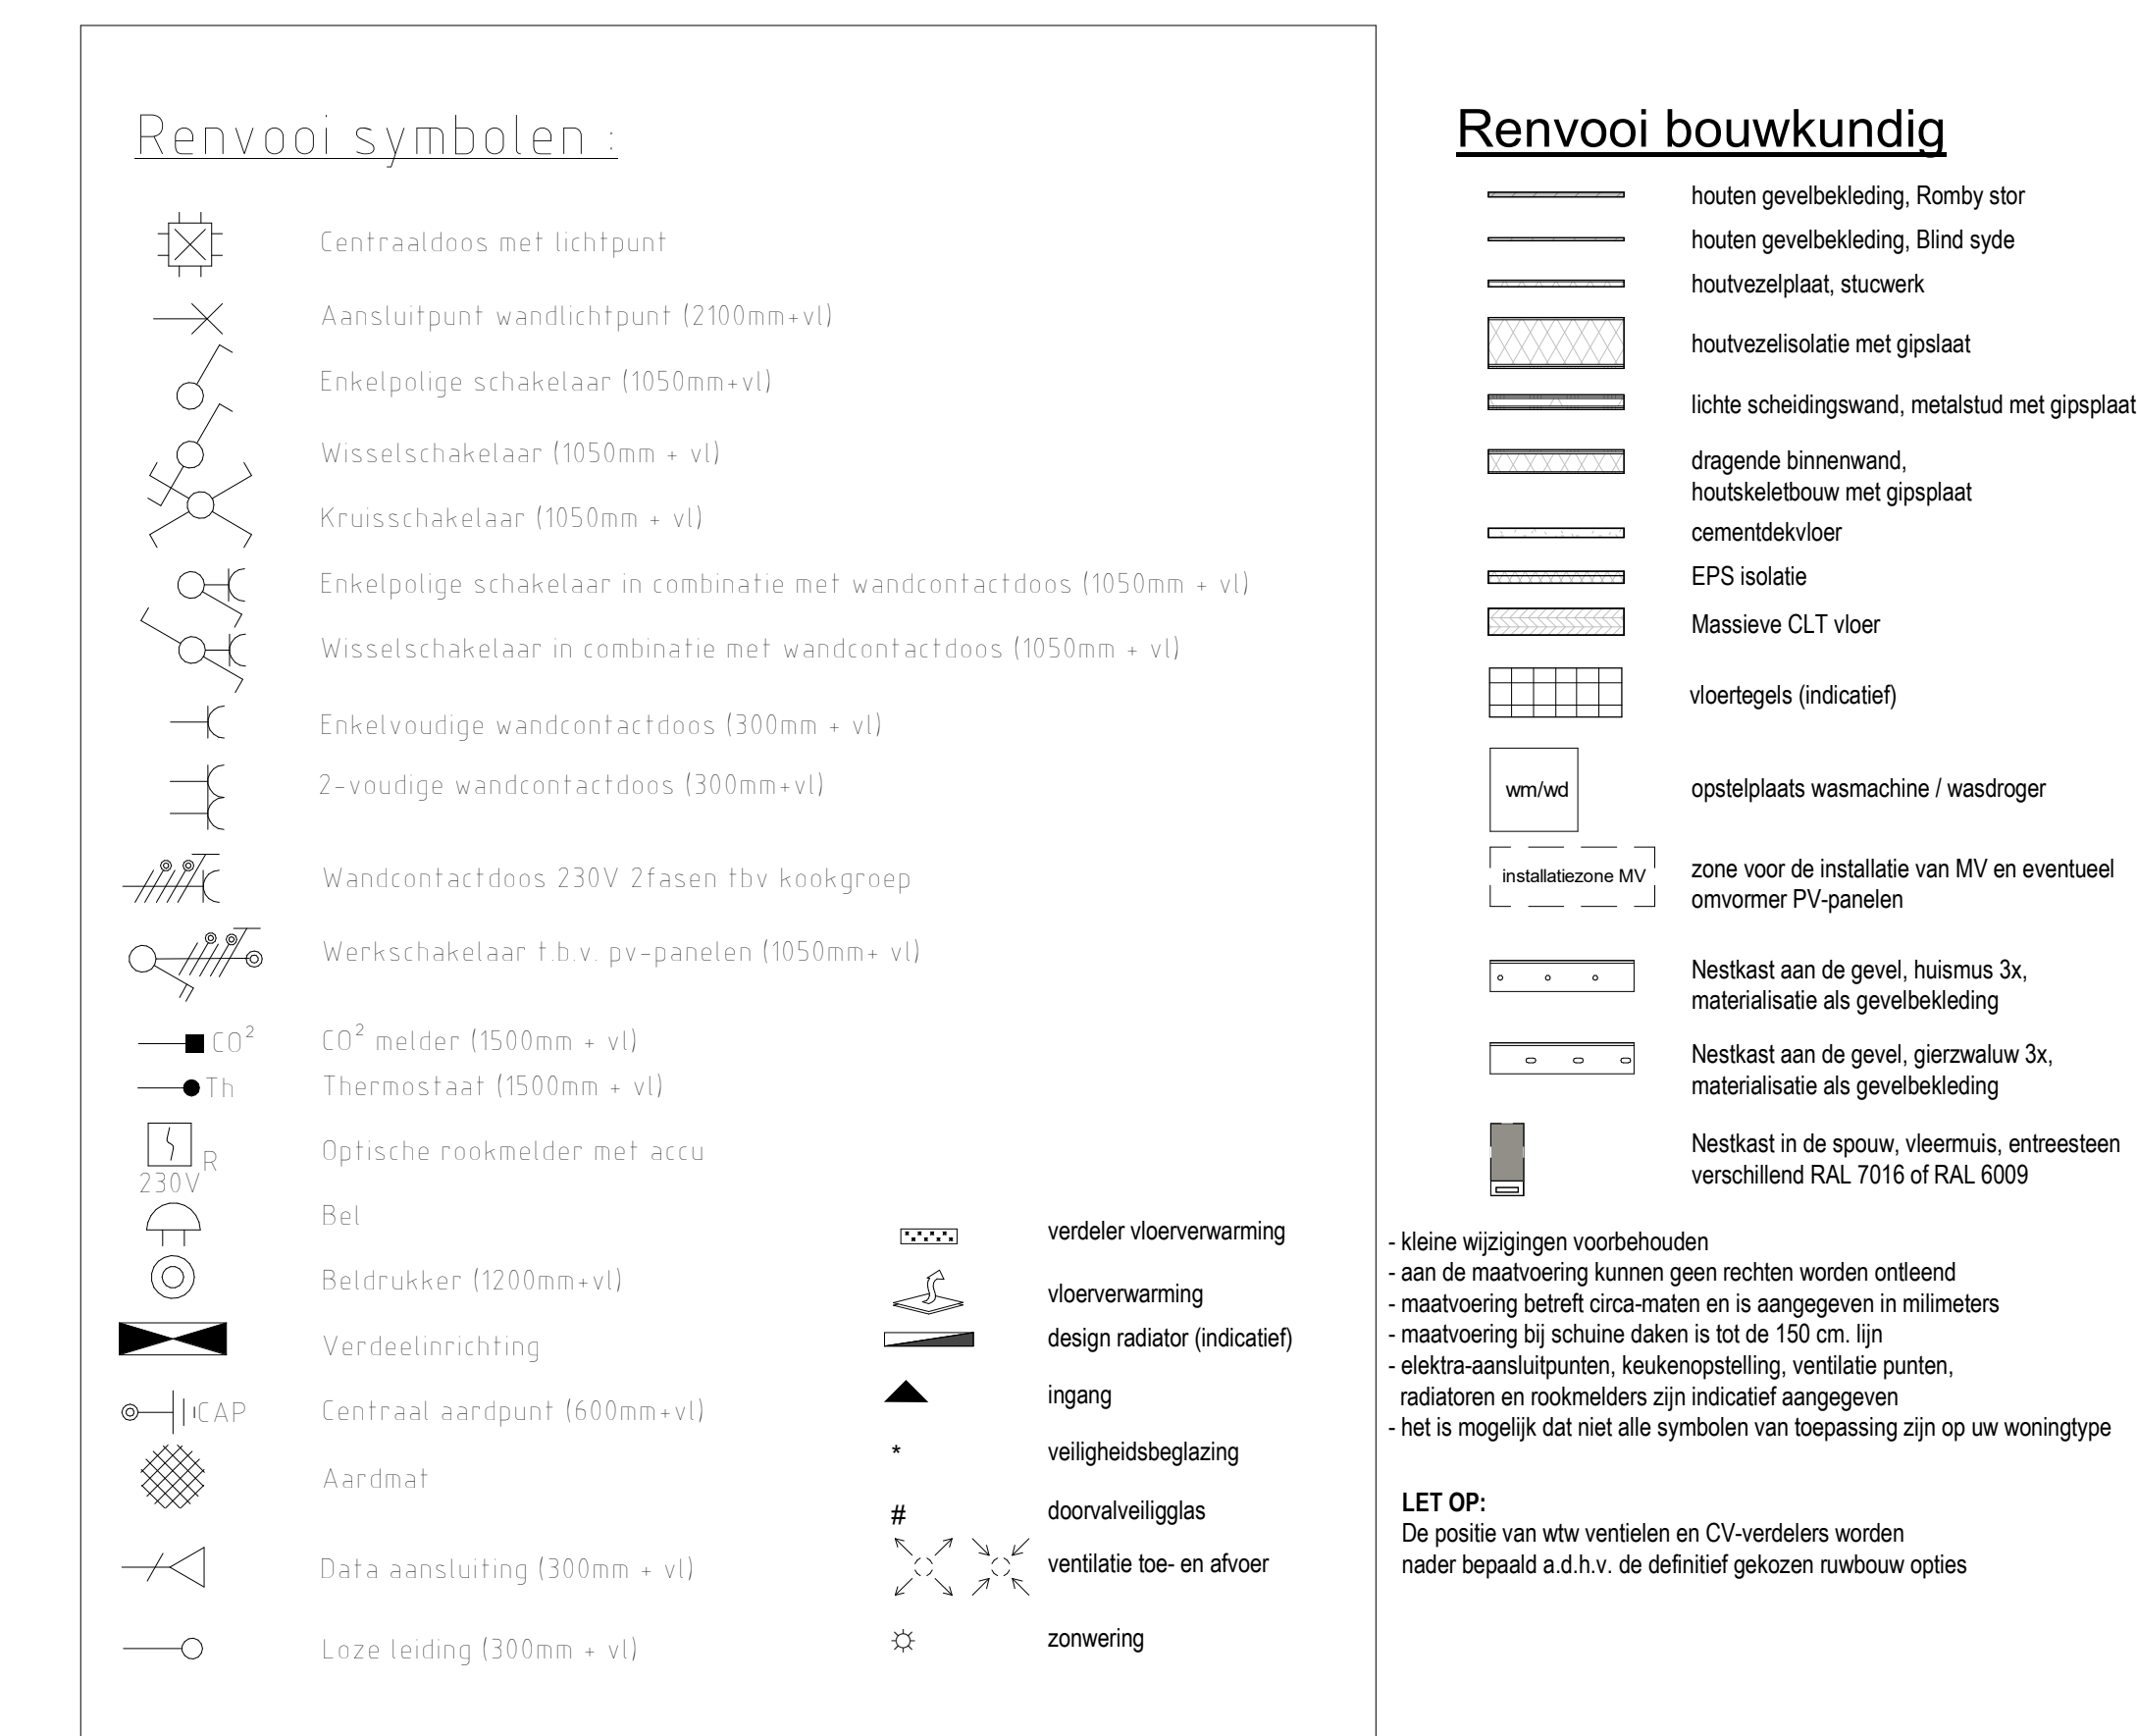 Renvooi symbolen :
Centraaldoos met lichtpunt
Aansluitpunt wandlichtpunt (2100mm+vl)
Enkelpolige schakelaar (1050mm+vl)
Wisselschakelaar (1050mm + vl)
Kruisschakelaar (1050mm + vl)
Enkelpolige schakelaar in combinatie met wandcontactdoos (1050mm + vl)
Wisselschakelaar in combinatie met wandcontactdoos (1050mm + vl)
Enkelvoudige wandcontactdoos (300mm + vl)
2-voudige wandcontactdoos (300mm+vl)
Wandcontactdoos 230V 2fasen tbv kookgroep
Werkschakelaar t.b.v. pv-panelen (1050mm+ vl)
CO² CO² melder (1500mm + vl)
Th Thermostaat (1500mm + vl)
R Optische rookmelder met accu
230V
Bel
Beldrukker (1200mm+vl)
Verdeelinrichting
CAP Centraal aardpunt (600mm+vl)
Aardmat
Data aansluiting (300mm + vl)
Loze leiding (300mm + vl)
verdeler vloerverwarming
vloerverwarming
design radiator (indicatief)
ingang
* veiligheidsbeglazing
# doorvalveiligglas
ventilatie toe- en afvoer
zonwering
Renvooi bouwkundig
houten gevelbekleding, Romby stor
houten gevelbekleding, Blind syde
houtvezelplaat, stucwerk
houtvezelisolatie met gipslaat
lichte scheidingswand, metalstud met gipsplaat
dragende binnenwand,
houtskeletbouw met gipsplaat
cementdekvloer
EPS isolatie
Massieve CLT vloer
vloertegels (indicatief)
wm/wd opstelplaats wasmachine / wasdroger
installatiezone MV zone voor de installatie van MV en eventueel
omvormer PV-panelen
Nestkast aan de gevel, huismus 3x,
materialisatie als gevelbekleding
Nestkast aan de gevel, gierzwaluw 3x,
materialisatie als gevelbekleding
Nestkast in de spouw, vleermuis, entreesteen
verschillend RAL 7016 of RAL 6009
- kleine wijzigingen voorbehouden
- aan de maatvoering kunnen geen rechten worden ontleend
- maatvoering betreft circa-maten en is aangegeven in milimeters
- maatvoering bij schuine daken is tot de 150 cm. lijn
- elektra-aansluitpunten, keukenopstelling, ventilatie punten,
radiatoren en rookmelders zijn indicatief aangegeven
- het is mogelijk dat niet alle symbolen van toepassing zijn op uw woningtype
LET OP:
De positie van wtw ventielen en CV-verdelers worden
nader bepaald a.d.h.v. de definitief gekozen ruwbouw opties